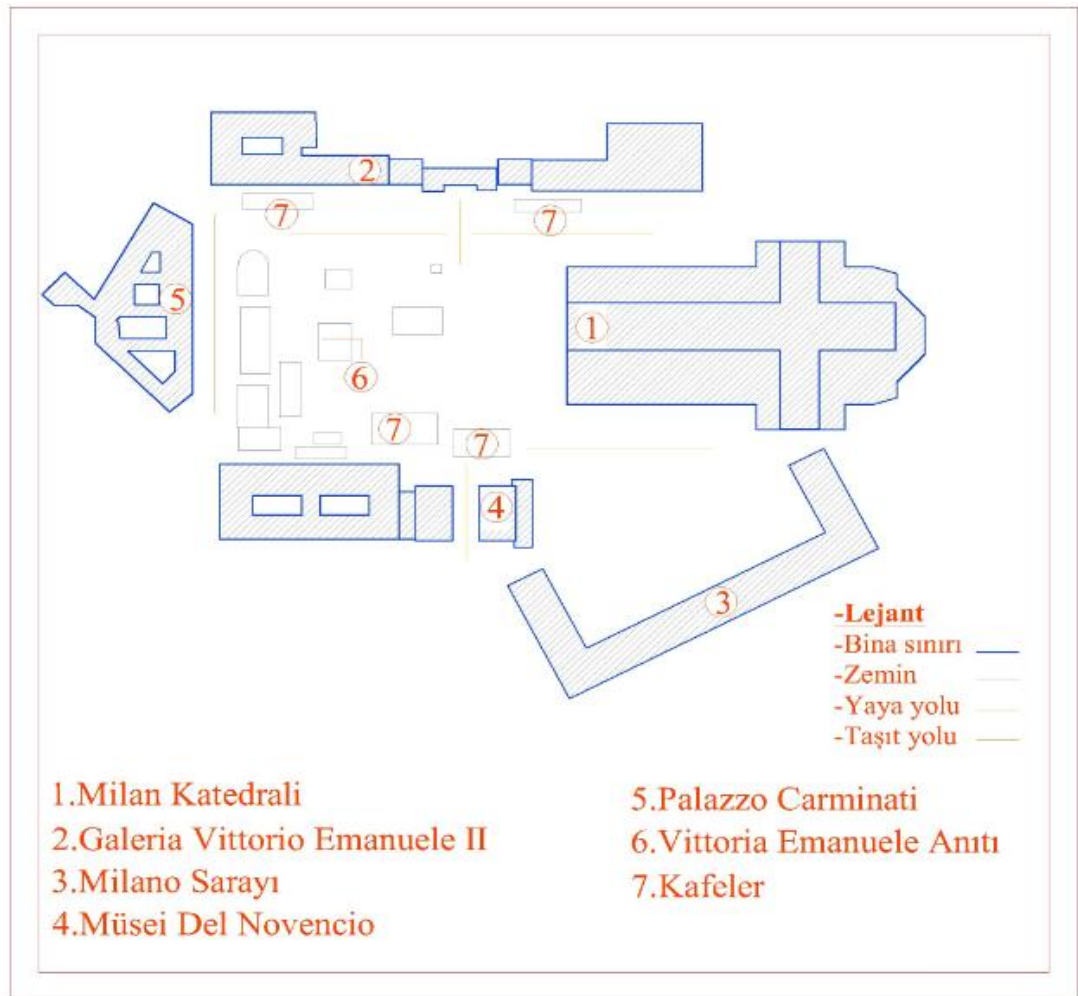 2
7
7
5
1
6
7
7
4
3
-Lejant
-Bina sınırı
-Zemin
-Yaya yolu
-Taşıt yolu
1.Milan Katedrali
2.Galeria Vittorio Emanuele II
3.Milano Sarayı
4.Müsei Del Novencio
5.Palazzo Carminati
6.Vittoria Emanuele Anıtı
7.Kafeler